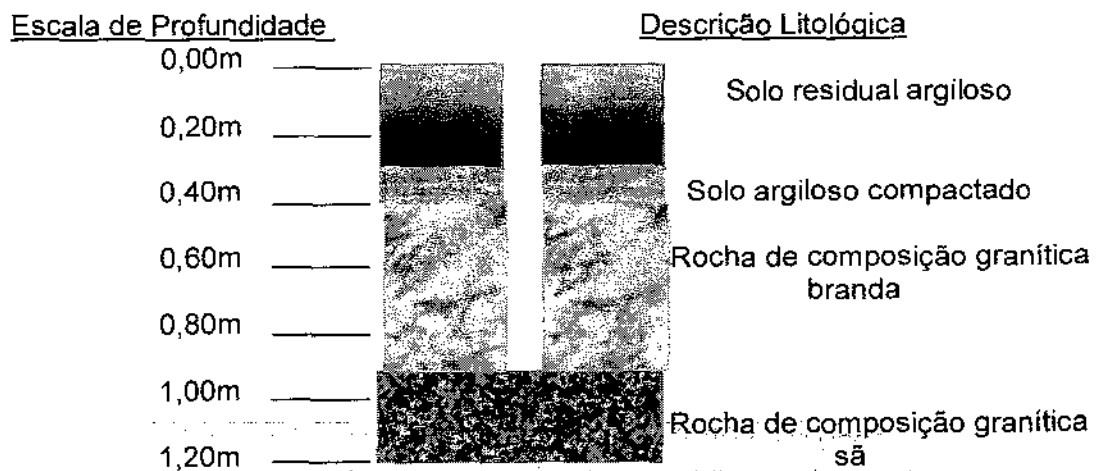 Escala de Profundidade
Descrição Litológica
0,00m
Solo residual argiloso
0,20m
0,40m
Solo argiloso compactado
0,60m
Rocha de composição granítica
branda
0,80m
1,00m
Rocha de composição granítica
sã
1,20m